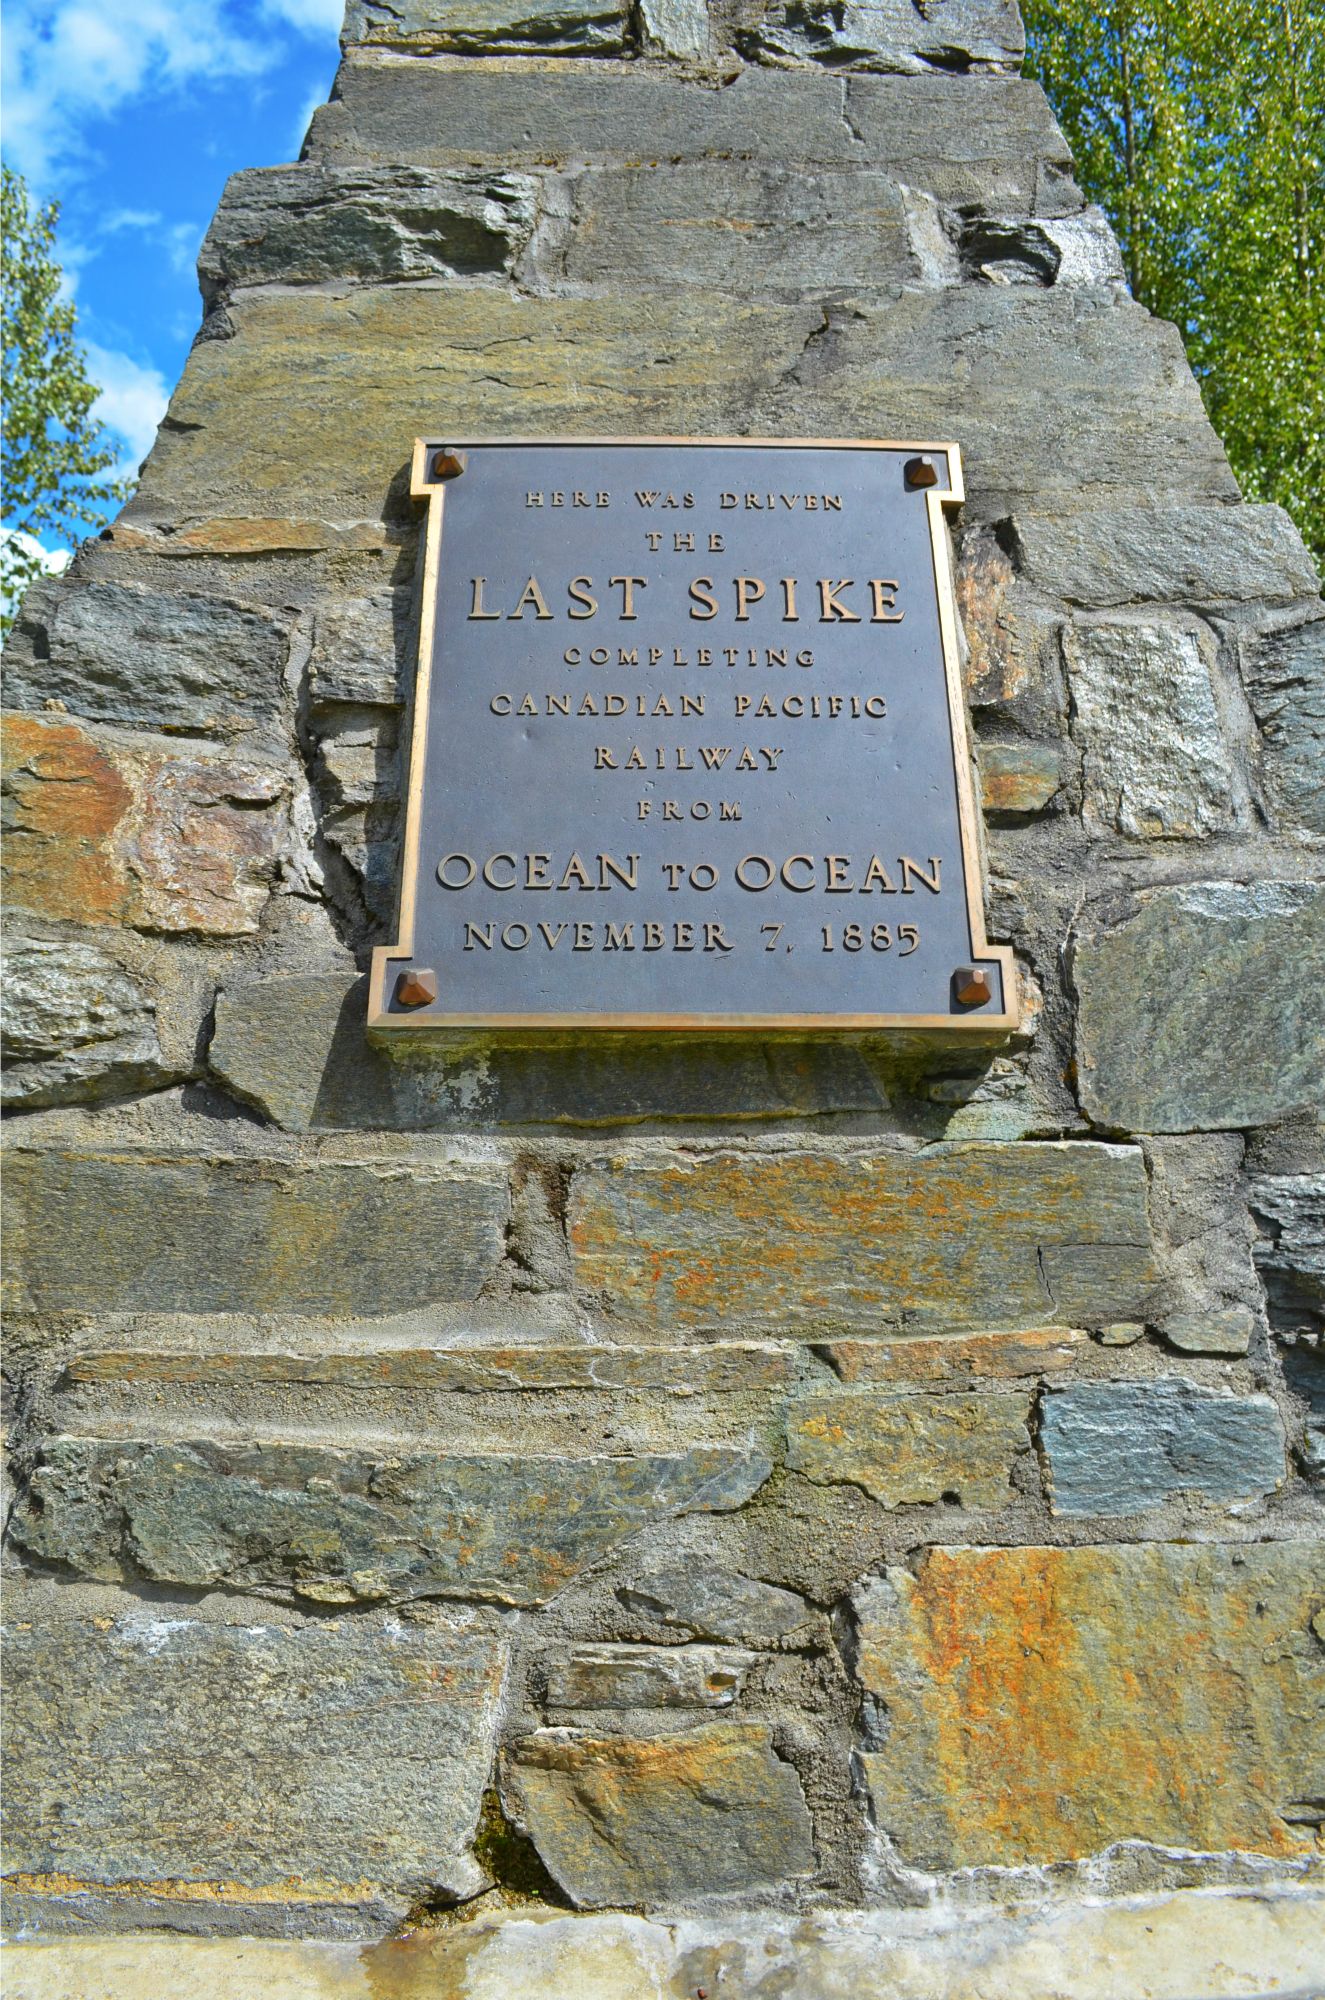 HERE WAS DRIVEN
THE
LAST SPIKE
COMPLETING
CANADIAN PACIFIC
RAILWAY
FROM
OCEAN TO OCEAN
NOVEMBER 7, 1885